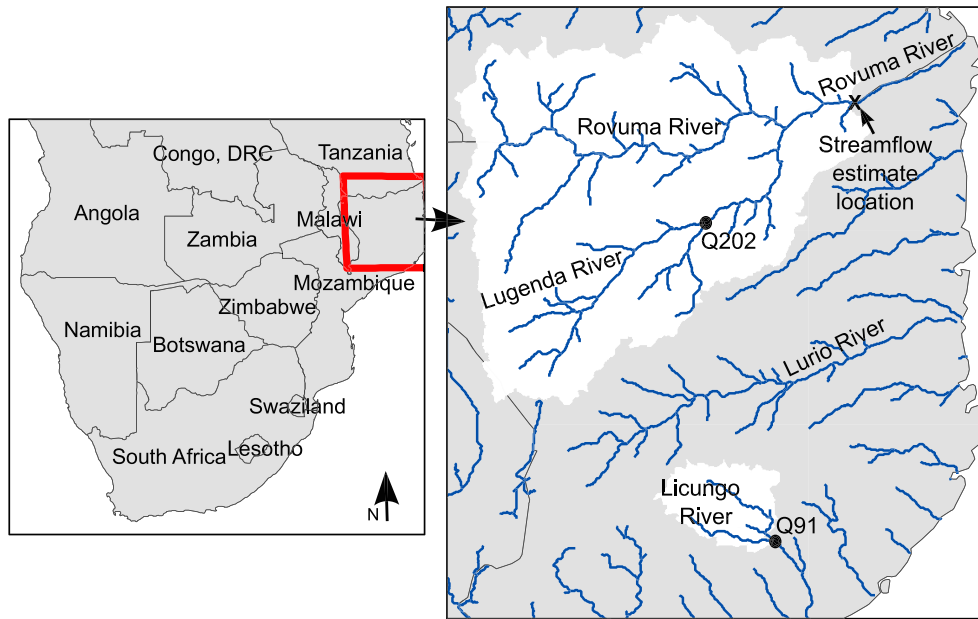 Congo, DRC
Tanzania
Angola
Malawi
Zambia
Mozambique
Zimbabwe
Namibia
Botswana
Swaziland
Lesotho
South Africa
N
Rovuma River
Rovuma River
X
Streamflow
estimate
location
Q202
Lugenda River
Lurio River
Licungo
River
Q91